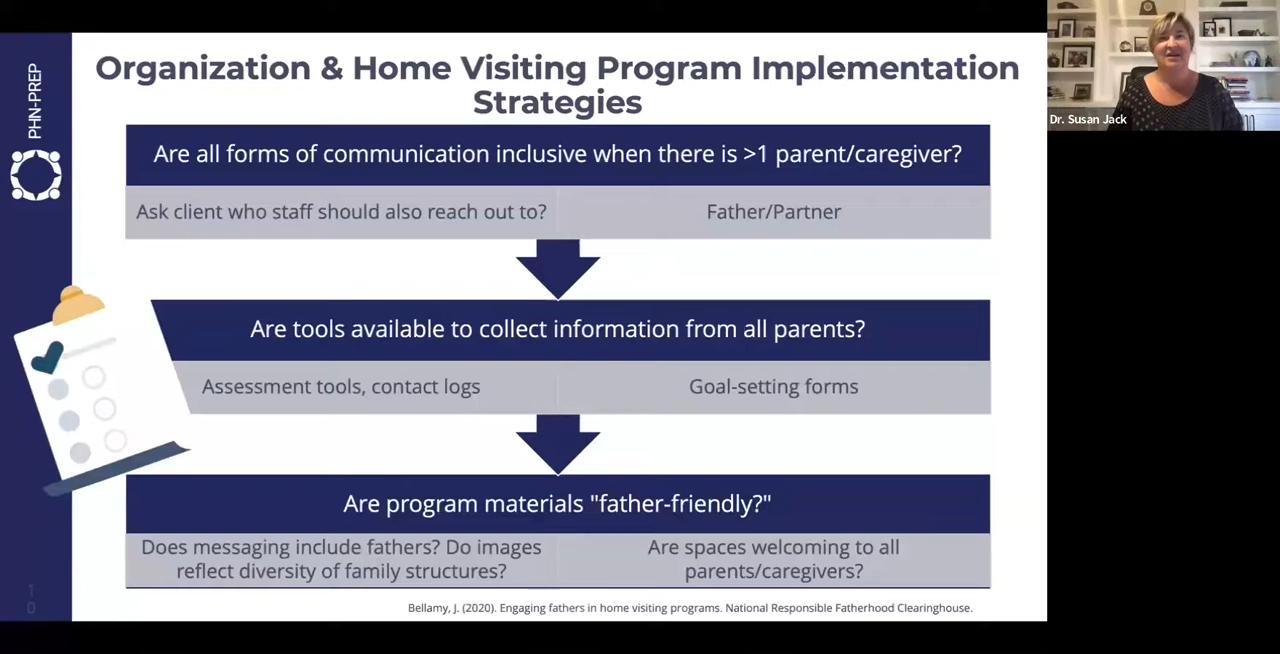 PHN-PREP
Organization & Home Visiting Program Implementation
Strategies
Are all forms of communication inclusive when there is >1 parent/caregiver?
Ask client who staff should also reach out to?
Father/Partner
Are tools available to collect information from all parents?
Assessment tools, contact logs
Goal-setting forms
Are program materials "father-friendly?"
Does messaging include fathers? Do images
reflect diversity of family structures?
Are spaces welcoming to all
parents/caregivers?
Bellamy, J. (2020). Engaging fathers in home visiting programs. National Responsible Fatherhood Clearinghouse.
1
0
Dr. Susan Jack